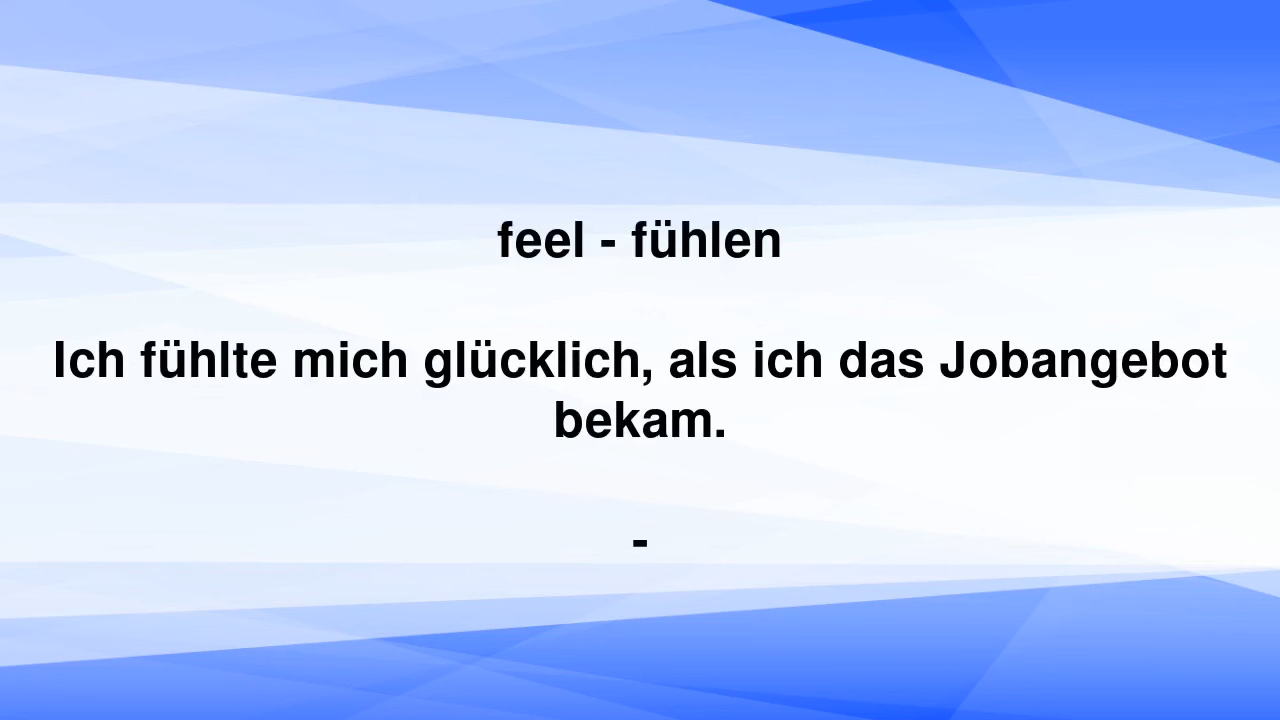 feel - fühlen
Ich fühlte mich glücklich, als ich das Jobangebot
bekam.
-